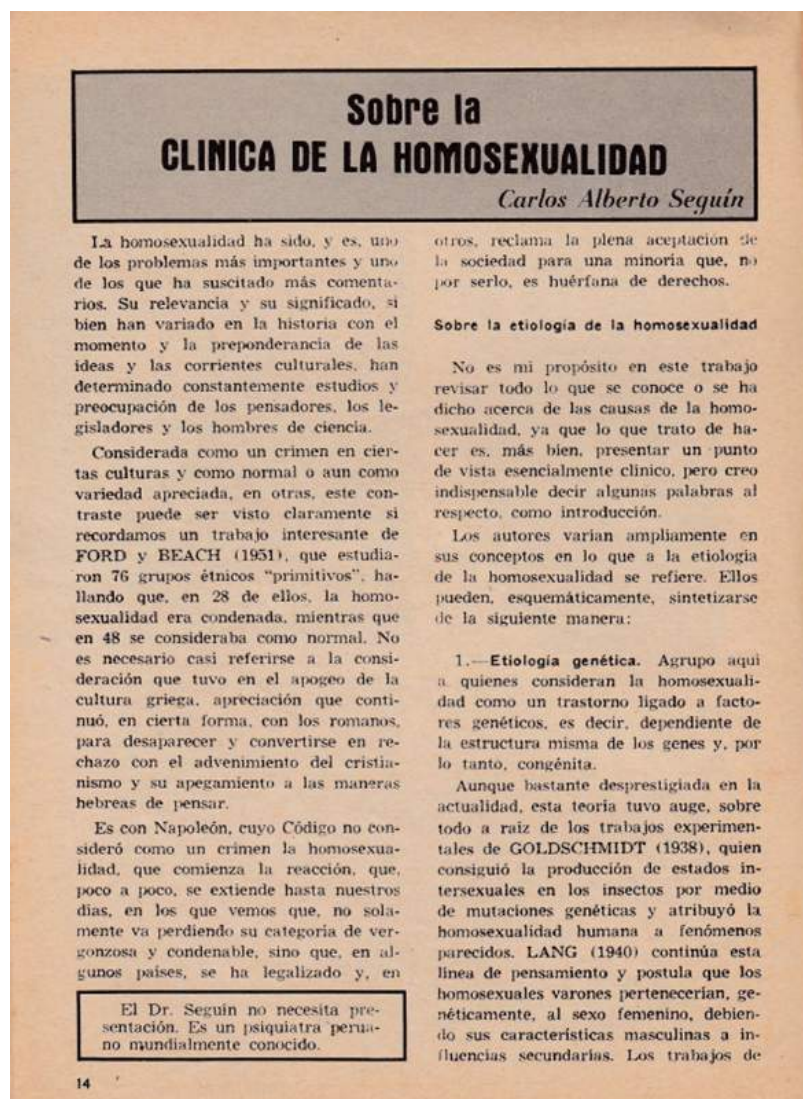 Sobre la
CLINICA DE LA HOMOSEXUALIDAD
Carlos Alberto Seguín
La homosexualidad ha sido, y es, uno
de los problemas más importantes y uno
de los que ha suscitado más comenta-
rios. Su relevancia y su significado, si
bien han variado en la historia con el
momento y la preponderancia de las
ideas y las corrientes culturales, han
determinado constantemente estudios y
preocupación de los pensadores, los le-
gisladores y los hombres de ciencia.
Considerada como un crimen en cier-
tas culturas y como normal o aun como
variedad apreciada, en otras, este con-
traste puede ser visto claramente si
recordamos un trabajo interesante de
FORD y BEACH (1951), que estudia-
ron 76 grupos étnicos "primitivos", ha-
llando que, en 28 de ellos, la homo-
sexualidad era condenada, mientras que
en 48 se consideraba como normal. No
es necesario casi referirse a la consi-
deración que tuvo en el apogeo de la
cultura griega, apreciación que conti-
nuó, en cierta forma, con los romanos,
para desaparecer y convertirse en re-
chazo con el advenimiento del cristia-
nismo y su apegamiento a las maneras
hebreas de pensar.
Es con Napoleón, cuyo Código no con-
sideró como un crimen la homosexua-
lidad, que comienza la reacción, que,
poco a poco, se extiende hasta nuestros
días, en los que vemos que, no sola-
mente va perdiendo su categoría de ver-
gonzosa y condenable, sino que, en al-
gunos países, se ha legalizado y, en
El Dr. Seguín no necesita pre-
sentación. Es un psiquiatra perua-
no mundialmente conocido.
14
otros, reclama la plena aceptación de
la sociedad para una minoría que, no
por serlo, es huérfana de derechos.
Sobre la etiología de la homosexualidad
No es mi propósito en este trabajo
revisar todo lo que se conoce o se ha
dicho acerca de las causas de la homo-
sexualidad, ya que lo que trato de ha-
cer es, más bien, presentar un punto
de vista esencialmente clínico, pero creo
indispensable decir algunas palabras al
respecto, como introducción.
Los autores varían ampliamente en
sus conceptos en lo que a la etiología
de la homosexualidad se refiere. Ellos
pueden, esquemáticamente, sintetizarse
de la siguiente manera:
1.—Etiología genética. Agrupo aquí
a quienes consideran la homosexuali-
dad como un trastorno ligado a facto-
res genéticos, es decir, dependiente de
la estructura misma de los genes y, por
lo tanto, congénita.
Aunque bastante desprestigiada en la
actualidad, esta teoría tuvo auge, sobre
todo a raíz de los trabajos experimen-
tales de GOLDSCHMIDT (1938), quien
consiguió la producción de estados in-
tersexuales en los insectos por medio
de mutaciones genéticas y atribuyó la
homosexualidad humana a fenómenos
parecidos. LANG (1940) continúa esta
línea de pensamiento y postula que los
homosexuales varones pertenecerían, ge-
néticamente, al sexo femenino, debien-
do sus características masculinas a in-
fluencias secundarias. Los trabajos de